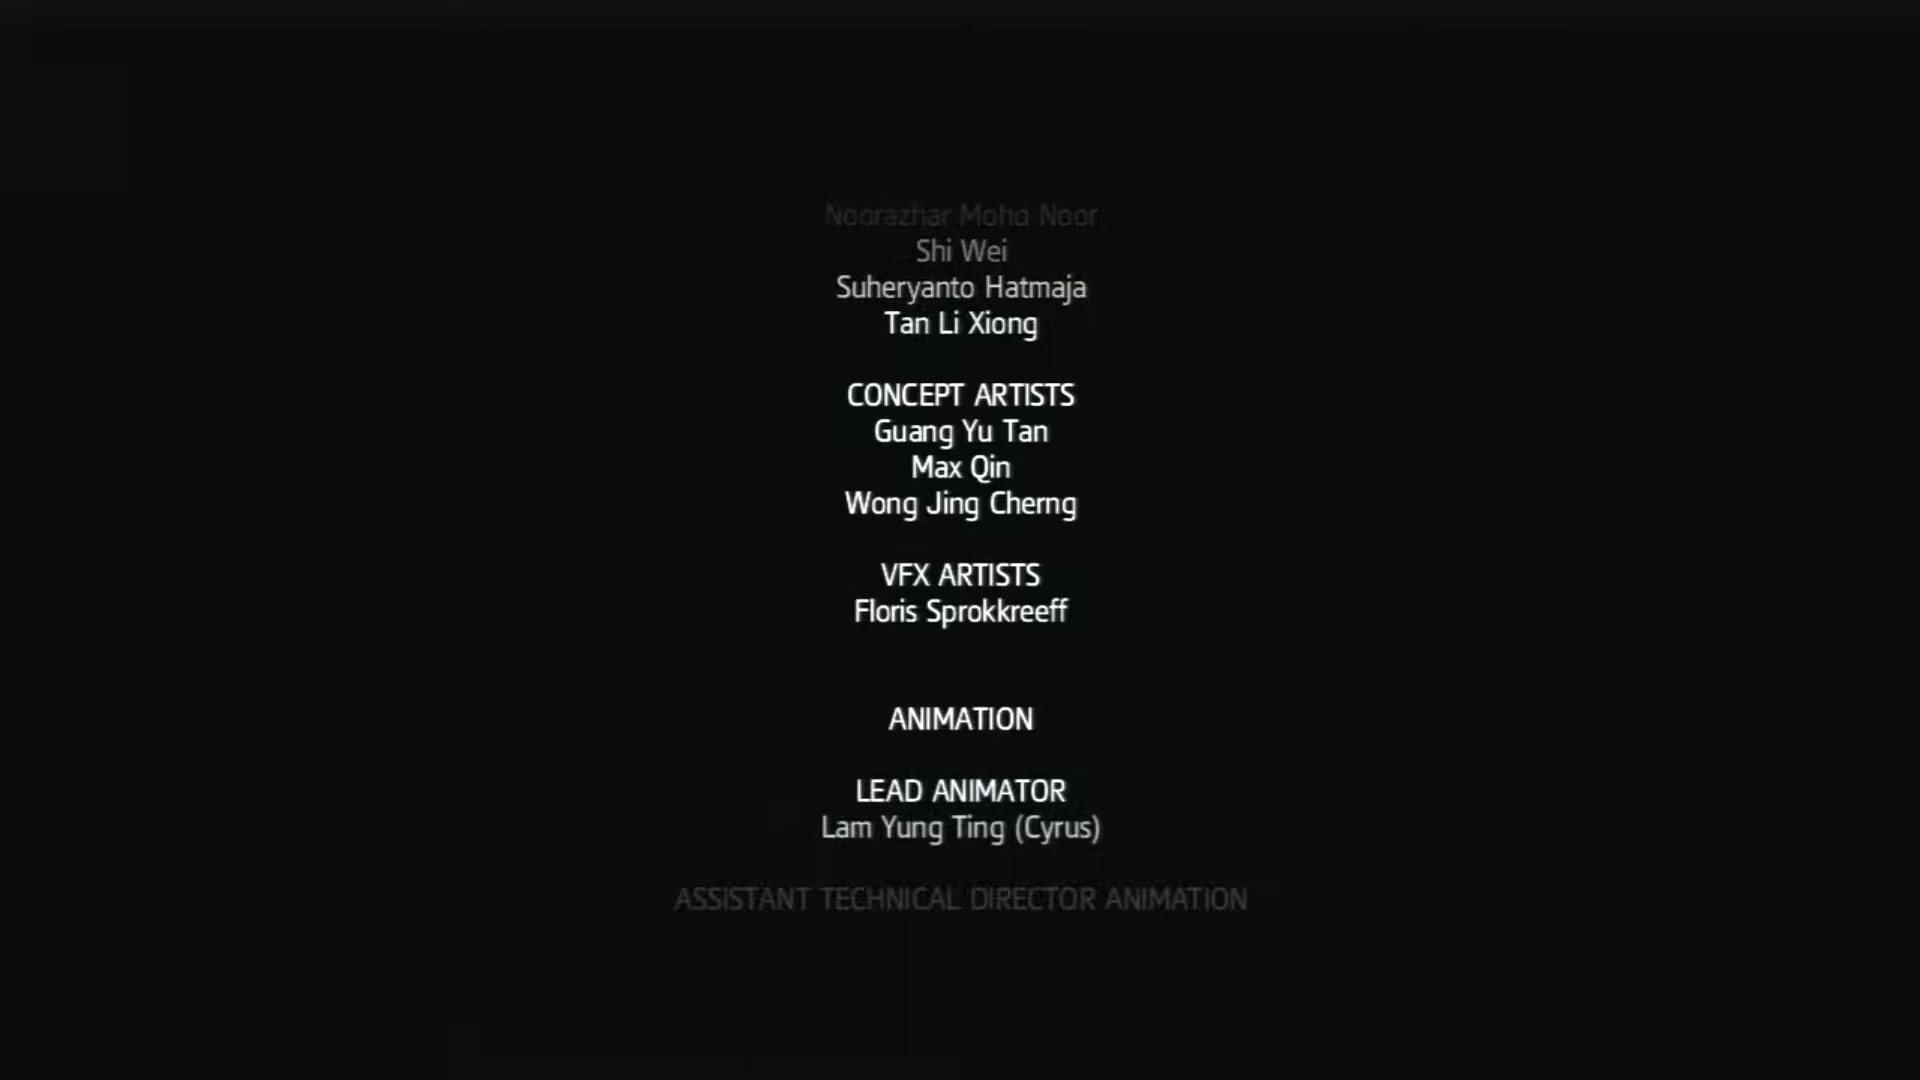 Noorazhar Mohd Noor
Shi Wei
Suheryanto Hatmaja
Tan Li Xiong
CONCEPT ARTISTS
Guang Yu Tan
Max Qin
Wong Jing Cherng
VFX ARTISTS
Floris Sprokkreeff
ANIMATION
LEAD ANIMATOR
Lam Yung Ting (Cyrus)
ASSISTANT TECHNICAL DIRECTOR ANIMATION